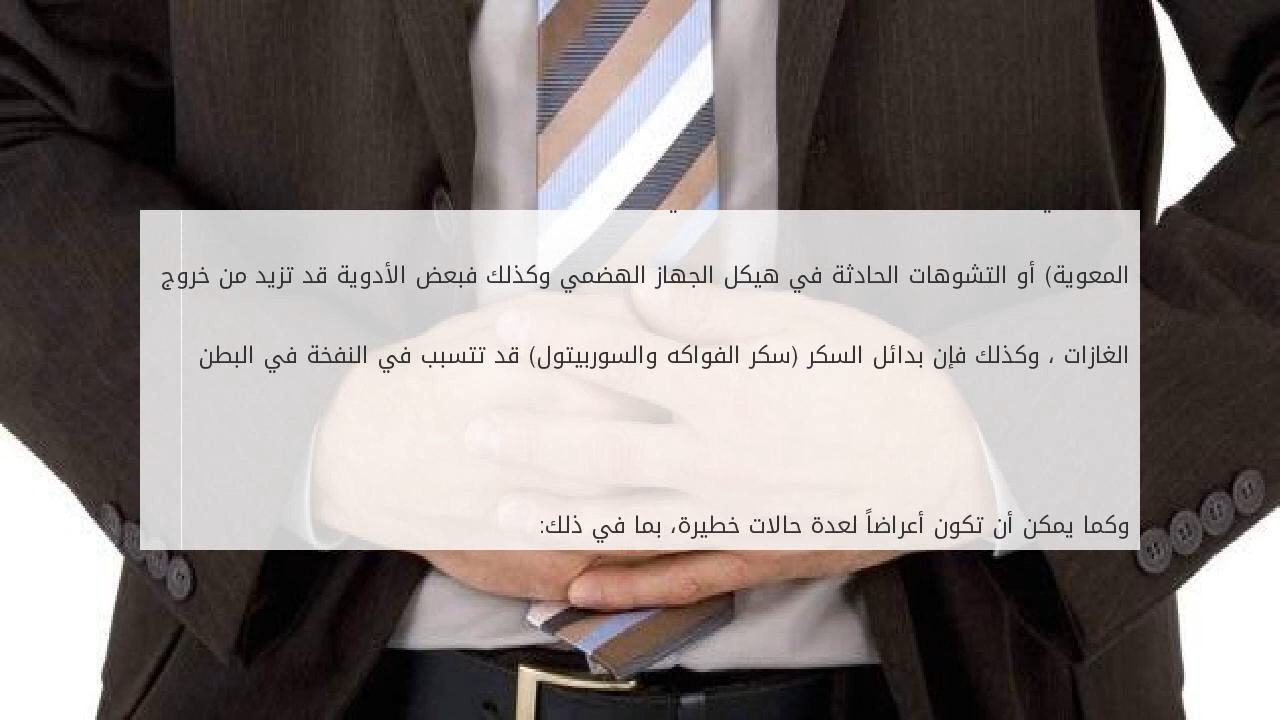 المعوية) أو التشوهات الحادثة في هيكل الجهاز الهضمي وكذلك فبعض الأدوية قد تزيد من خروج
الغازات ، وكذلك فإن بدائل السكر (سكر الفواكه والسوربيتول) قد تتسبب في النفخة في البطن
وكما يمكن أن تكون أعراضاً لعدة حالات خطيرة، بما في ذلك: